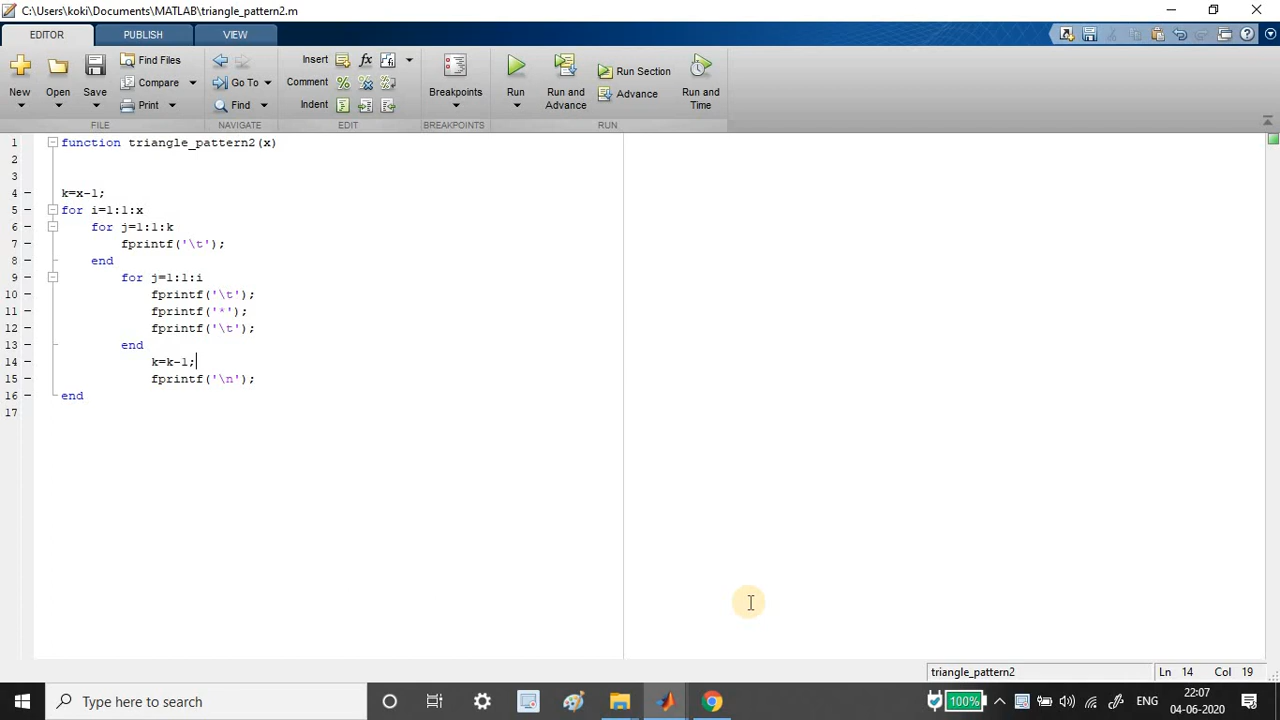 C:\Users\koki\Documents\MATLAB\triangle_pattern2.m
EDITOR PUBLISH VIEW
New Open Save Find Files Compare Print
Go To Find
Insert fx
Comment % % %
Indent
Breakpoints Run Run and Advance Run Section Advance Run and Time
FILE NAVIGATE EDIT BREAKPOINTS RUN
1 function triangle_pattern2(x)
2
3
4 k=x-1;
5 for i=1:1:x
6 for j=1:1:k
7 fprintf('\t');
8 end
9 for j=1:1:i
10 fprintf('\t');
11 fprintf('*');
12 fprintf('\t');
13 end
14 k=k-1;
15 fprintf('\n');
16 end
17
triangle_pattern2 Ln 14 Col 19
Type here to search 100% ENG 22:07
04-06-2020